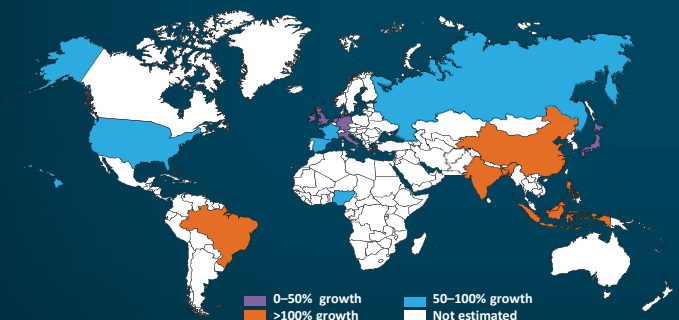 0–50% growth
50–100% growth
>100% growth
Not estimated